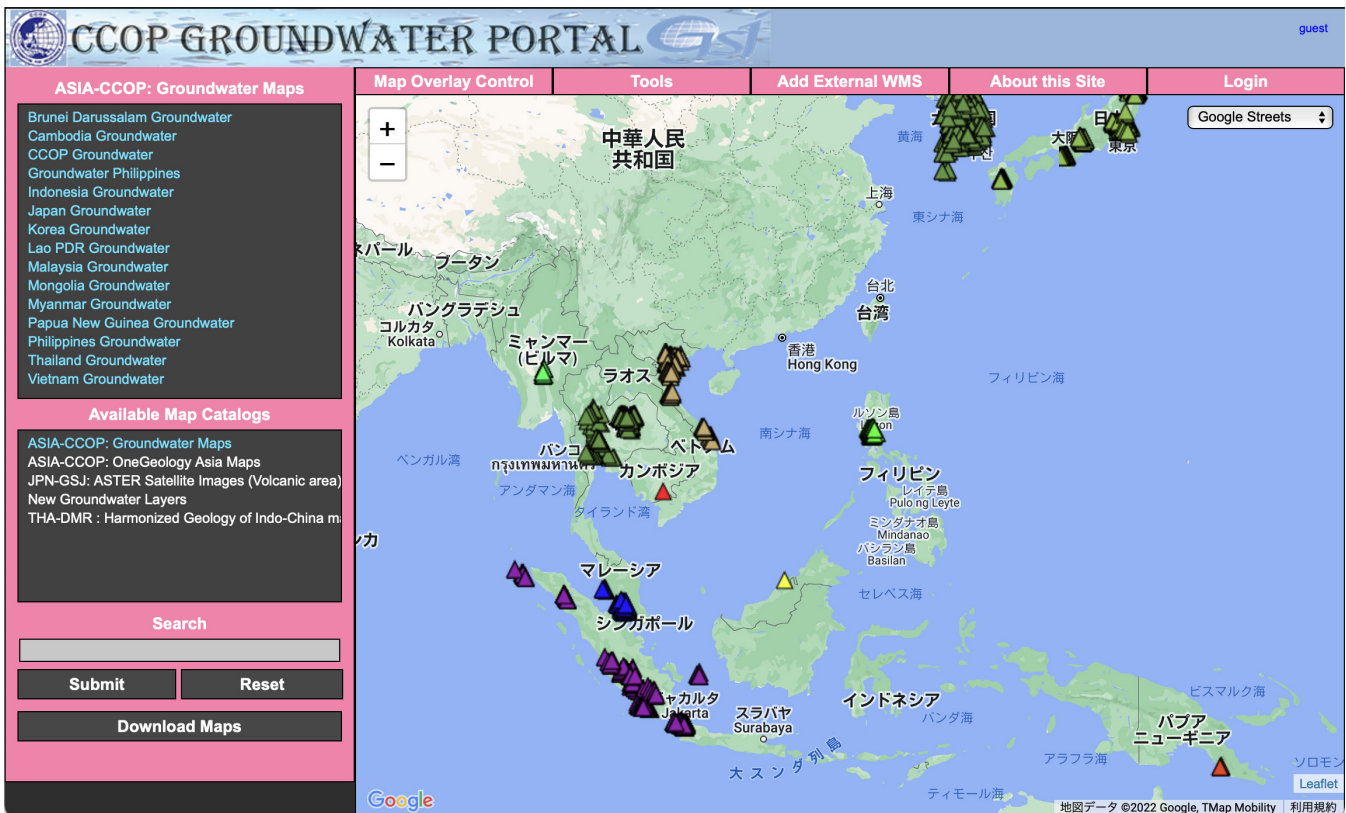 CCOP GROUNDWATER PORTAL
guest
ASIA-CCOP: Groundwater Maps
Map Overlay Control
Tools
Add External WMS
About this Site
Login
Brunei Darussalam Groundwater
Cambodia Groundwater
CCOP Groundwater
Groundwater Philippines
Indonesia Groundwater
Japan Groundwater
Korea Groundwater
Lao PDR Groundwater
Malaysia Groundwater
Mongolia Groundwater
Myanmar Groundwater
Papua New Guinea Groundwater
Philippines Groundwater
Thailand Groundwater
Vietnam Groundwater
Available Map Catalogs
ASIA-CCOP: Groundwater Maps
ASIA-CCOP: OneGeology Asia Maps
JPN-GSJ: ASTER Satellite Images (Volcanic area)
New Groundwater Layers
THA-DMR : Harmonized Geology of Indo-China
Search
Submit
Reset
Download Maps
+
−
Google Streets
中華人民
共和国
黄海
東京
上海
東シナ海
ブータン
台北
台湾
バングラデシュ
コルカタ
Kolkata
ミャンマー
(ビルマ)
香港
Hong Kong
ラオス
フィリピン海
ルソン島
南シナ海
ベンガル湾
カンボジア
アンダマン海
タイランド湾
フィリピン
レイテ島
Pulo ng Leyte
ミンダナオ島
Mindanao
バシラン島
Basilan
マレーシア
セレベス海
シンガポール
インドネシア
スラバヤ
Surabaya
バンダ海
ビスマルク海
パプア
ニューギニア
アラフラ海
大スンダ列島
ティモール海
Leaflet
Google
地図データ ©2022 Google, TMap Mobility
利用規約